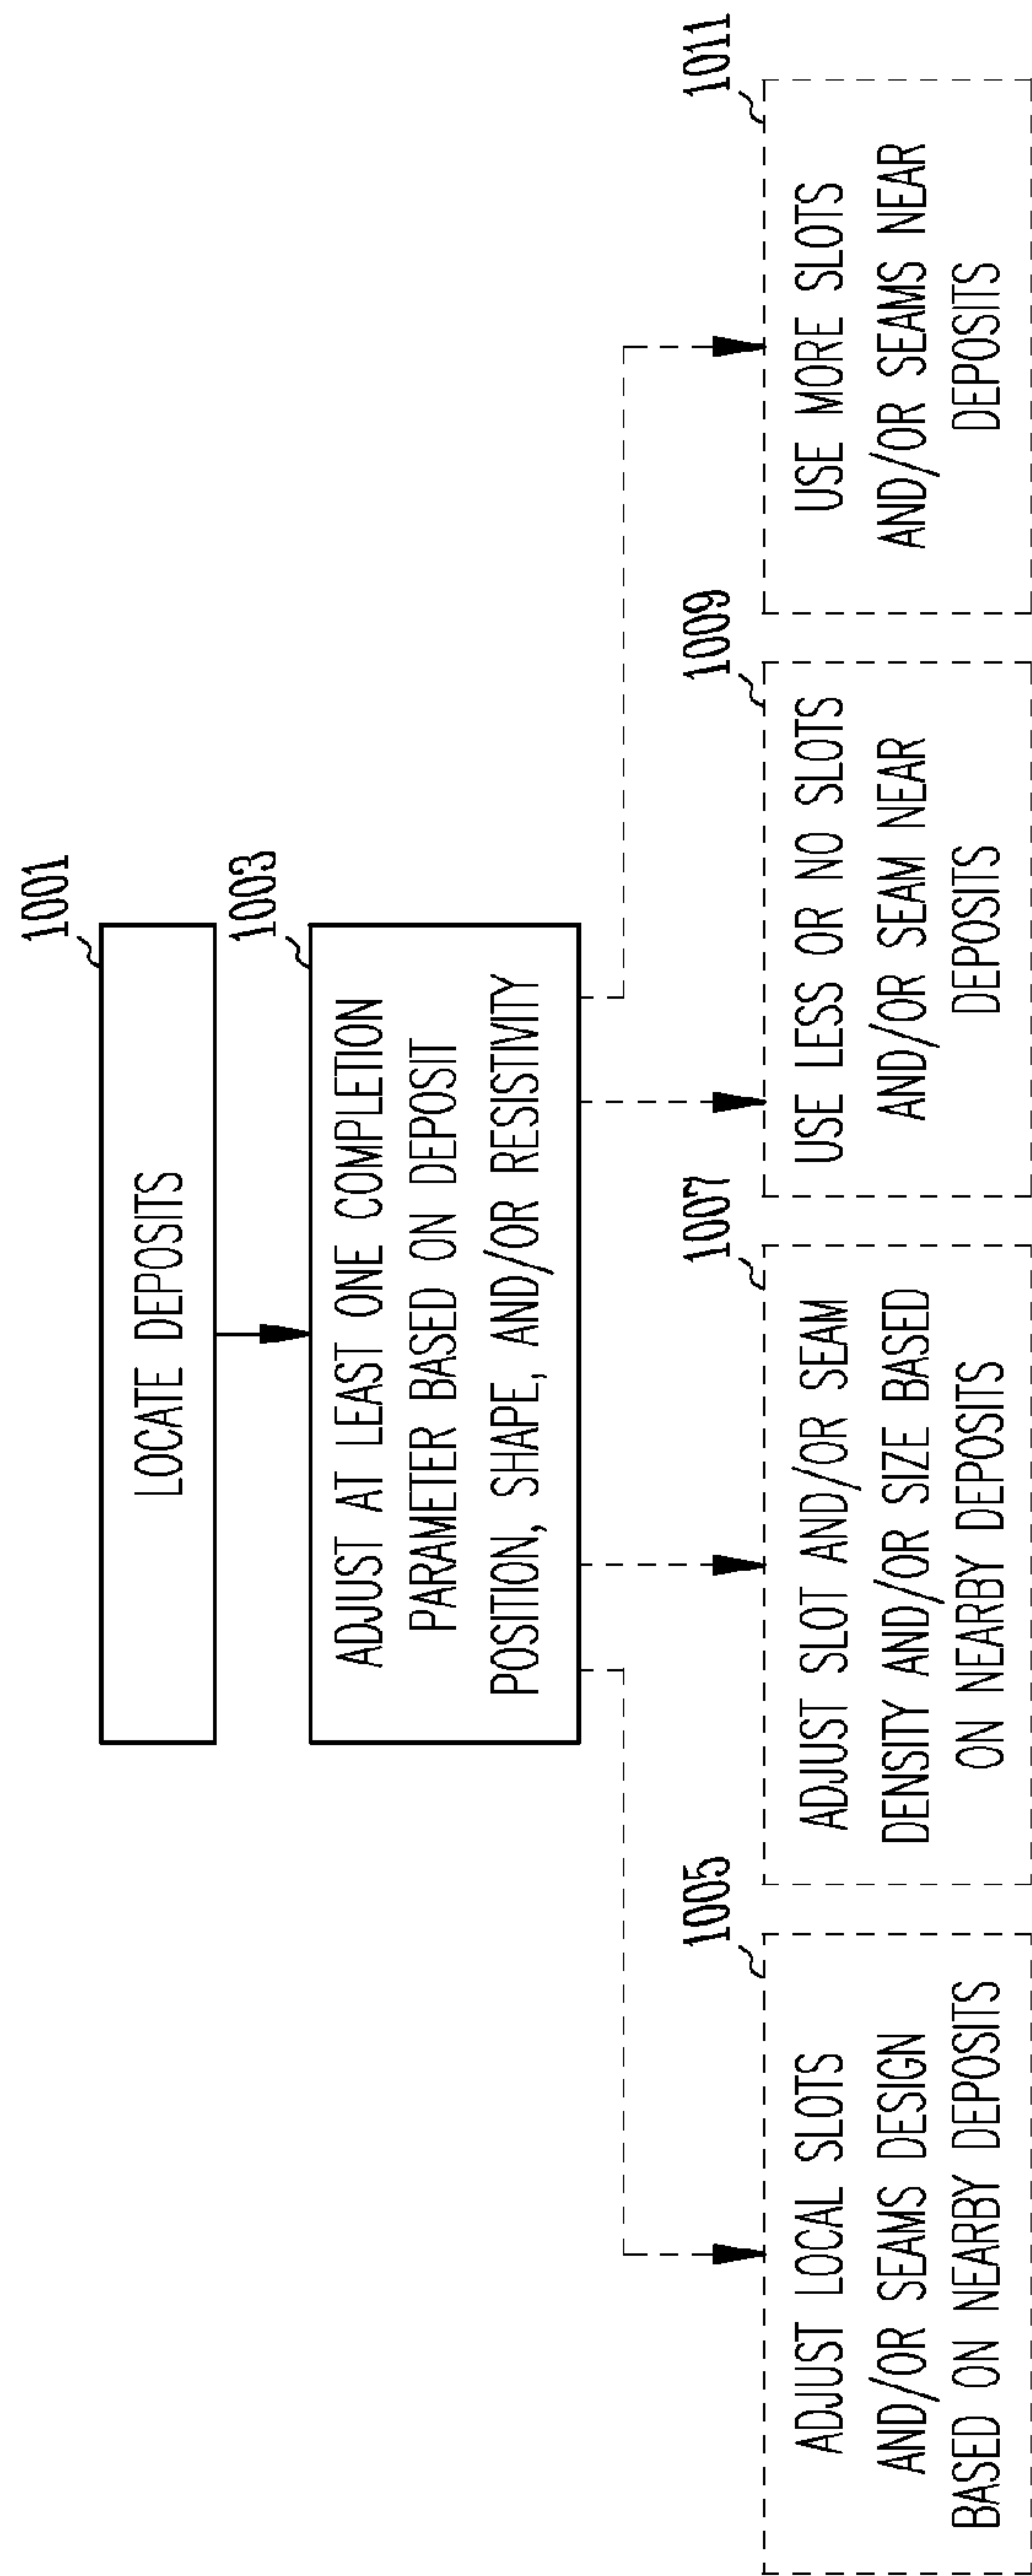 1001
LOCATE DEPOSITS
1003
ADJUST AT LEAST ONE COMPLETION
PARAMETER BASED ON DEPOSIT
POSITION, SHAPE, AND/OR RESISTIVITY
1005
ADJUST LOCAL SLOTS
AND/OR SEAMS DESIGN
BASED ON NEARBY DEPOSITS
1007
ADJUST SLOT AND/OR SEAM
DENSITY AND/OR SIZE BASED
ON NEARBY DEPOSITS
1009
USE LESS OR NO SLOTS
AND/OR SEAM NEAR
DEPOSITS
1011
USE MORE SLOTS
AND/OR SEAMS NEAR
DEPOSITS